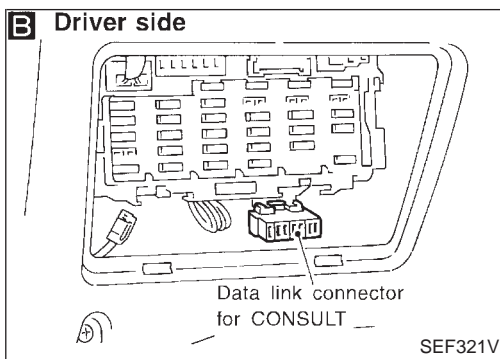 B Driver side
Data link connector
for CONSULT
SEF321V